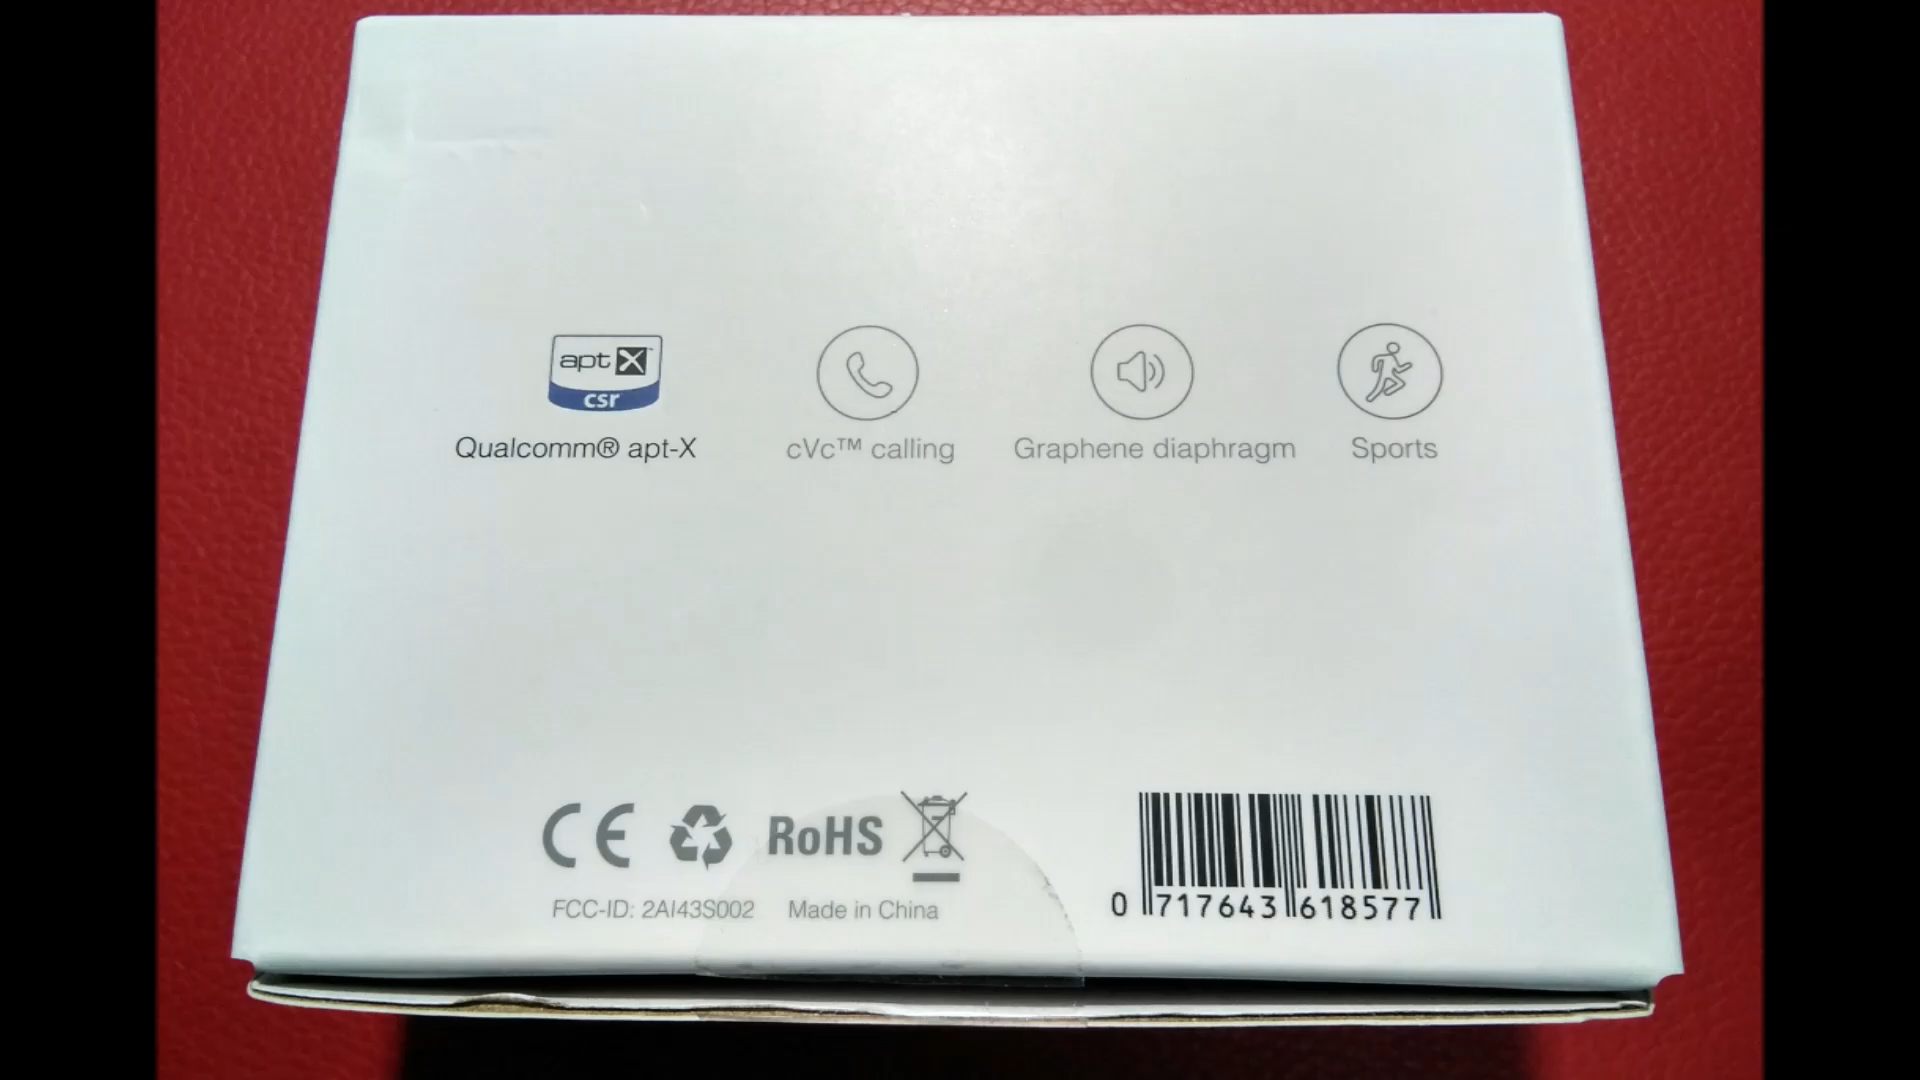 aptX™
csr
Qualcomm® apt-X
cVc™ calling
Graphene diaphragm
Sports
CE
RoHS
FCC-ID: 2AI43S002
Made in China
0 717643 618577